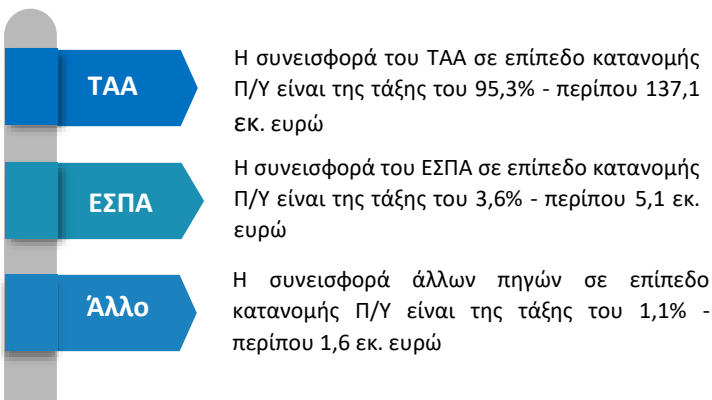 ΤΑΑ
Η συνεισφορά του ΤΑΑ σε επίπεδο κατανομής
Π/Υ είναι της τάξης του 95,3% - περίπου 137,1
εκ. ευρώ
ΕΣΠΑ
Η συνεισφορά του ΕΣΠΑ σε επίπεδο κατανομής
Π/Υ είναι της τάξης του 3,6% - περίπου 5,1 εκ.
ευρώ
Άλλο
Η συνεισφορά άλλων πηγών σε επίπεδο
κατανομής Π/Υ είναι της τάξης του 1,1% -
περίπου 1,6 εκ. ευρώ